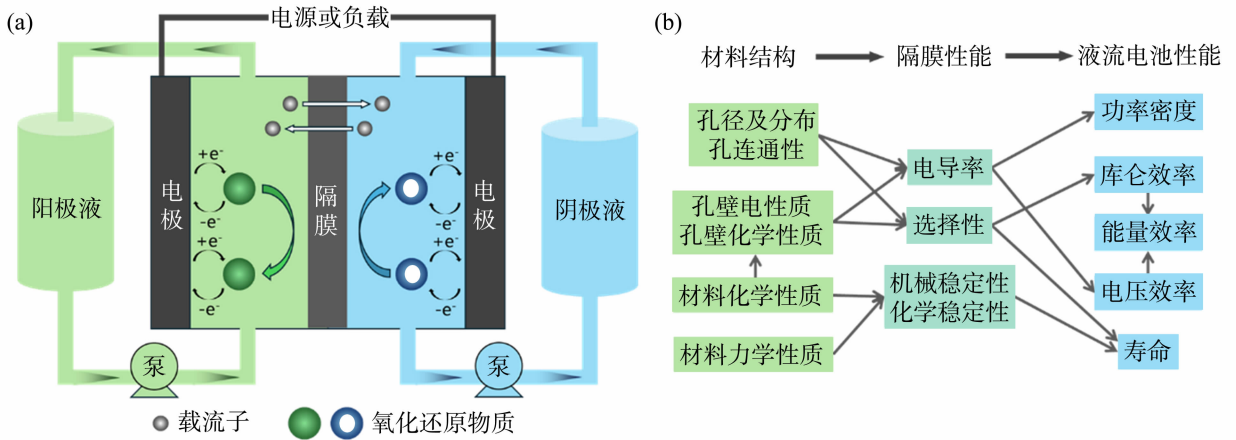 (a)
电源或负载
阳极液
电极
+e-
-e-
+e-
-e-
隔膜
+e-
-e-
+e-
-e-
电极
阴极液
泵
泵
载流子
氧化还原物质
(b)
材料结构
隔膜性能
液流电池性能
孔径及分布
孔连通性
孔壁电性质
孔壁化学性质
材料化学性质
材料力学性质
电导率
选择性
机械稳定性
化学稳定性
功率密度
库仑效率
能量效率
电压效率
寿命